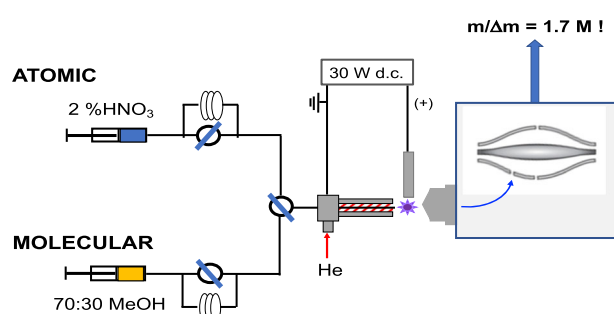 m/Δm = 1.7 M !
30 W d.c.
ATOMIC
2 %HNO₃
(+)
MOLECULAR
He
70:30 MeOH